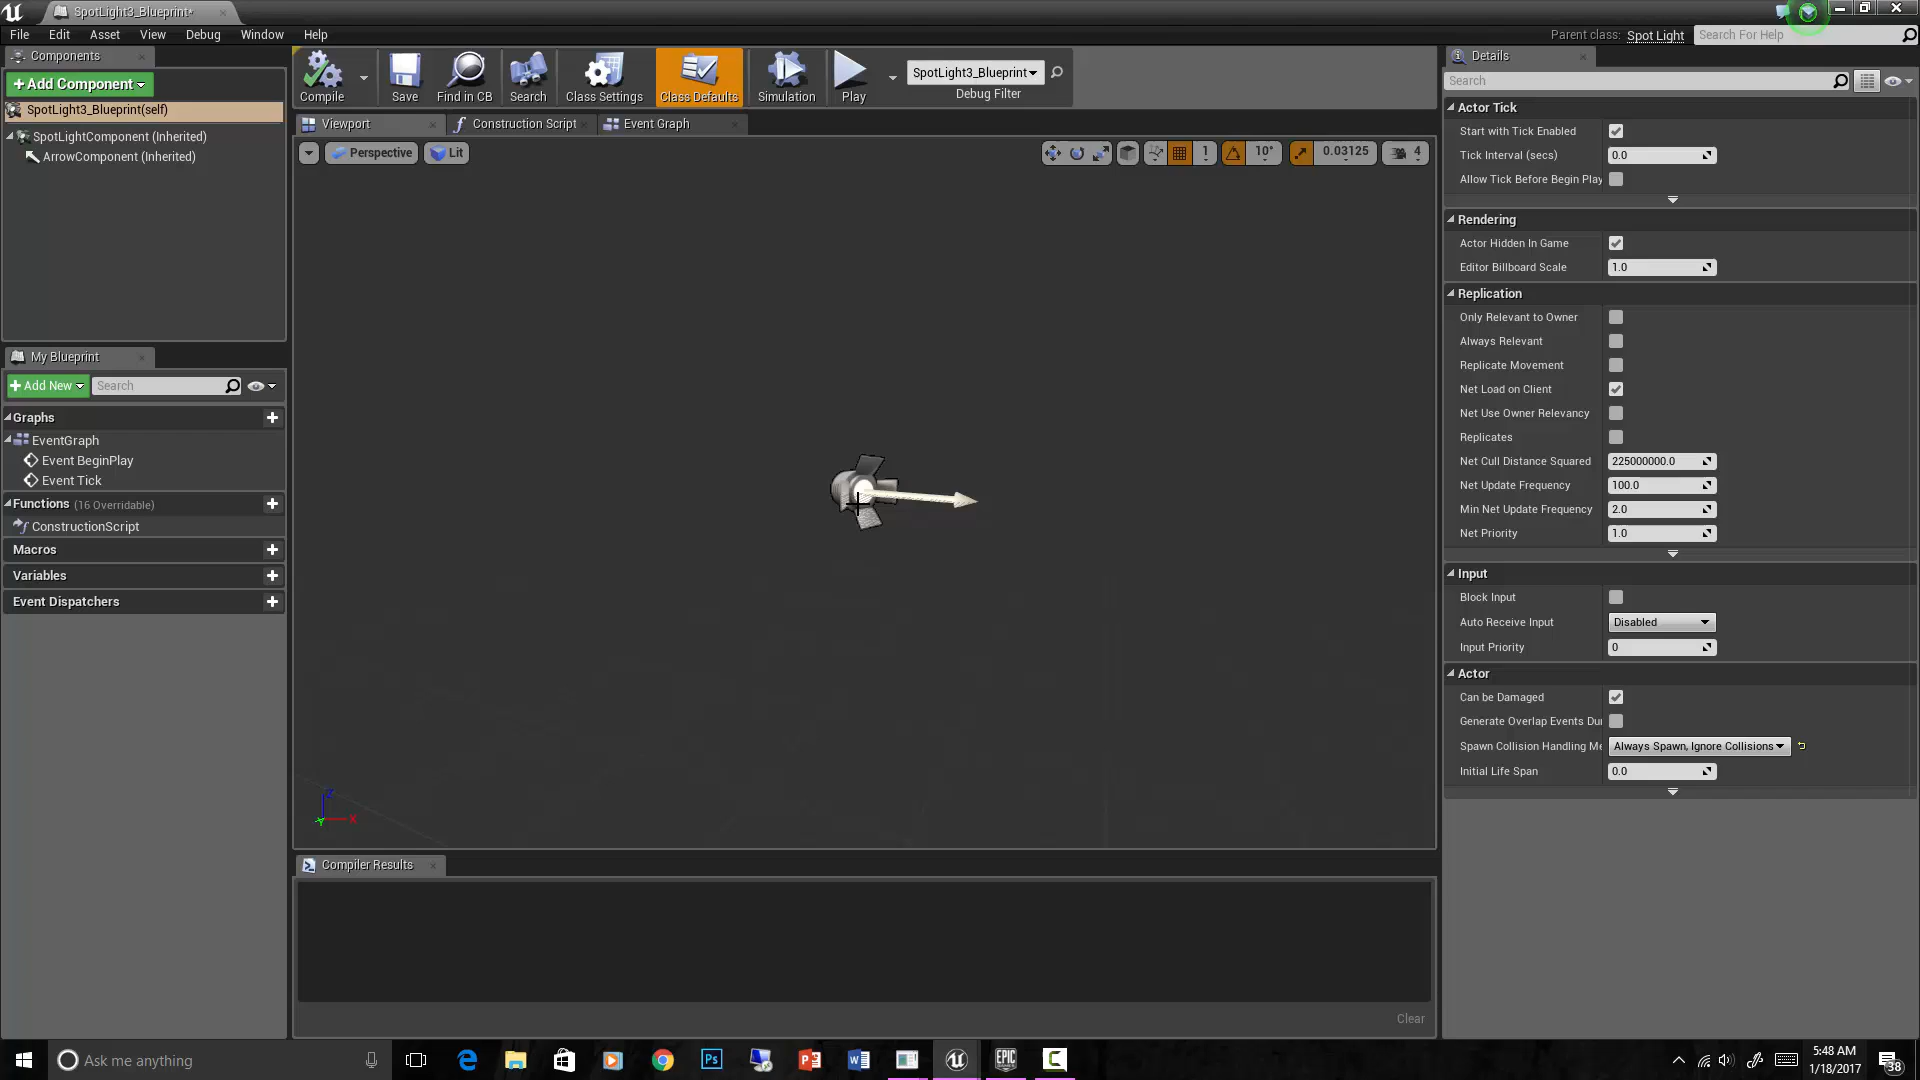 SpotLight3_Blueprint*
File Edit Asset View Debug Window Help
Parent class: Spot Light
Search For Help
Components
+Add Component
SpotLight3_Blueprint(self)
SpotLightComponent (Inherited)
ArrowComponent (Inherited)
My Blueprint
+Add New
Search
Graphs
EventGraph
Event BeginPlay
Event Tick
Functions (16 Overridable)
ConstructionScript
Macros
Variables
Event Dispatchers
Compile
Save
Find in CB
Search
Class Settings
Class Defaults
Simulation
Play
SpotLight3_Blueprint
Debug Filter
Viewport
Construction Script
Event Graph
Perspective
Lit
1
10°
0.03125
4
Z
X
Compiler Results
Clear
Details
Search
Actor Tick
Start with Tick Enabled
Tick Interval (secs) 0.0
Allow Tick Before Begin Play
Rendering
Actor Hidden In Game
Editor Billboard Scale 1.0
Replication
Only Relevant to Owner
Always Relevant
Replicate Movement
Net Load on Client
Net Use Owner Relevancy
Replicates
Net Cull Distance Squared 225000000.0
Net Update Frequency 100.0
Min Net Update Frequency 2.0
Net Priority 1.0
Input
Block Input
Auto Receive Input Disabled
Input Priority 0
Actor
Can be Damaged
Generate Overlap Events Du
Spawn Collision Handling Me Always Spawn, Ignore Collisions
Initial Life Span 0.0
Ask me anything
Ps
EPIC GAMES
5:48 AM
1/18/2017
38